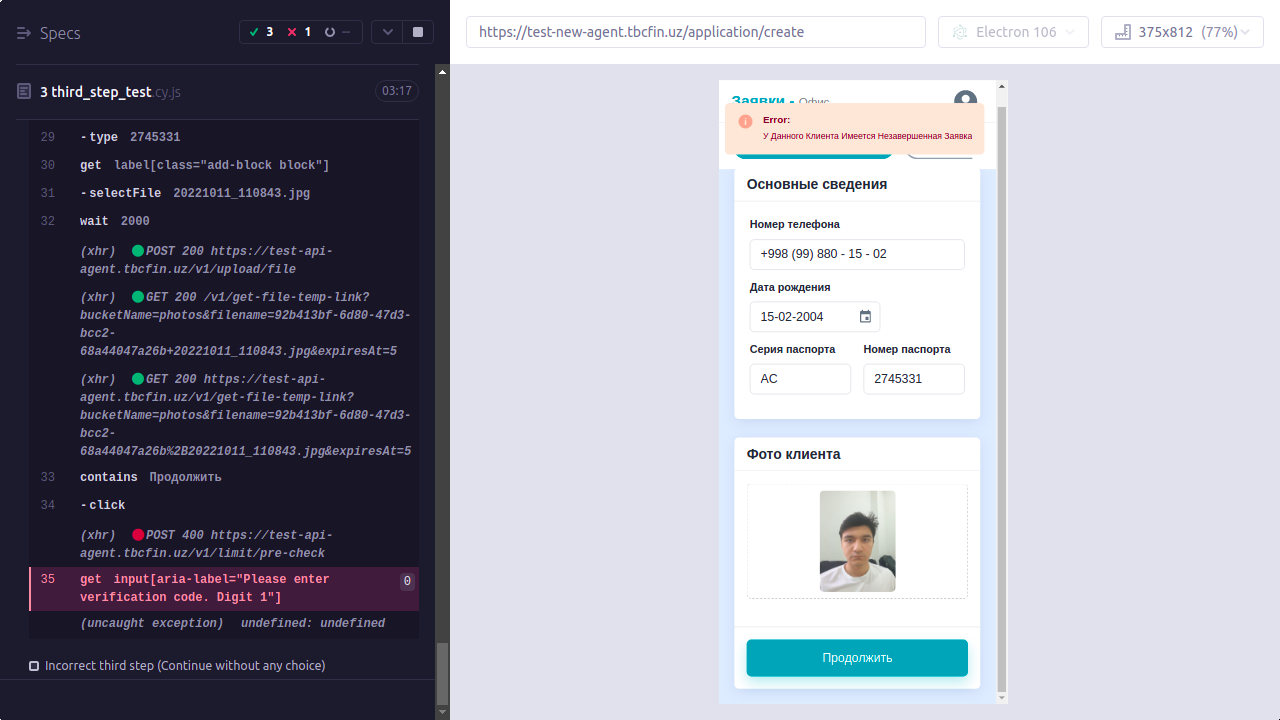 Specs
3
1
--
https://test-new-agent.tbcfin.uz/application/create
Electron 106
375x812 (77%)
3 third_step_test.cy.js
03:17
29 -type 2745331
30 get label[class="add-block block"]
31 -selectFile 20221011_110843.jpg
32 wait 2000
(xhr) POST 200 https://test-api-
agent.tbcfin.uz/v1/upload/file
(xhr) GET 200 /v1/get-file-temp-link?
bucketName=photos&filename=92b413bf-6d80-47d3-
bcc2-
68a44047a26b+20221011_110843.jpg&expiresAt=5
(xhr) GET 200 https://test-api-
agent.tbcfin.uz/v1/get-file-temp-link?
bucketName=photos&filename=92b413bf-6d80-47d3-
bcc2-
68a44047a26b%2B20221011_110843.jpg&expiresAt=5
33 contains Продолжить
34 -click
(xhr) POST 400 https://test-api-
agent.tbcfin.uz/v1/limit/pre-check
35 get input[aria-label="Please enter
verification code. Digit 1"]
0
(uncaught exception) undefined: undefined
Incorrect third step (Continue without any choice)
Заявки - Офис
Error:
У Данного Клиента Имеется Незавершенная Заявка
Основные сведения
Номер телефона
+998 (99) 880 - 15 - 02
Дата рождения
15-02-2004
Серия паспорта Номер паспорта
AC 2745331
Фото клиента
Продолжить